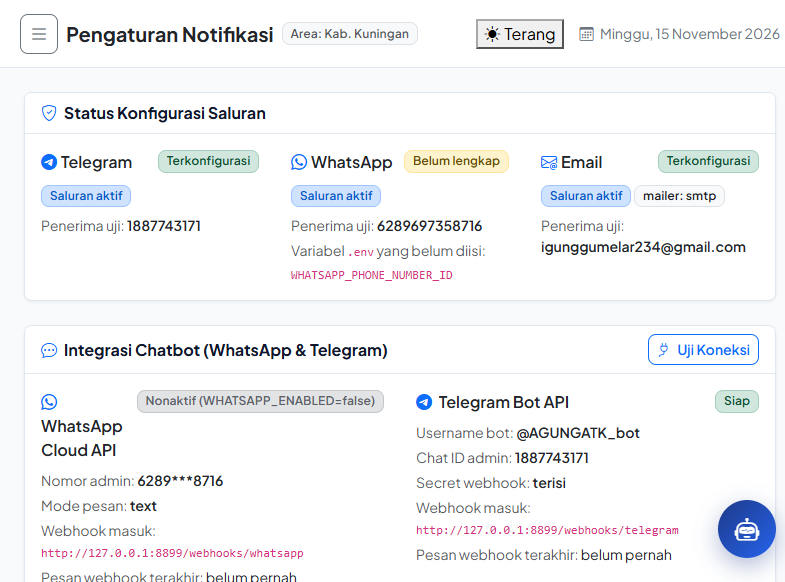 Pengaturan Notifikasi
Area: Kab. Kuningan
Terang
Minggu, 15 November 2026
Status Konfigurasi Saluran
Telegram
Terkonfigurasi
Saluran aktif
Penerima uji: 1887743171
WhatsApp
Belum lengkap
Saluran aktif
Penerima uji: 6289697358716
Variabel .env yang belum diisi:
WHATSAPP_PHONE_NUMBER_ID
Email
Terkonfigurasi
Saluran aktif
mailer: smtp
Penerima uji:
igunggumelar234@gmail.com
Integrasi Chatbot (WhatsApp & Telegram)
Uji Koneksi
WhatsApp
Cloud API
Nonaktif (WHATSAPP_ENABLED=false)
Nomor admin: 6289***8716
Mode pesan: text
Webhook masuk:
http://127.0.0.1:8899/webhooks/whatsapp
Pesan webhook terakhir: belum pernah
Telegram Bot API
Siap
Username bot: @AGUNGATK_bot
Chat ID admin: 1887743171
Secret webhook: terisi
Webhook masuk:
http://127.0.0.1:8899/webhooks/telegram
Pesan webhook terakhir: belum pernah